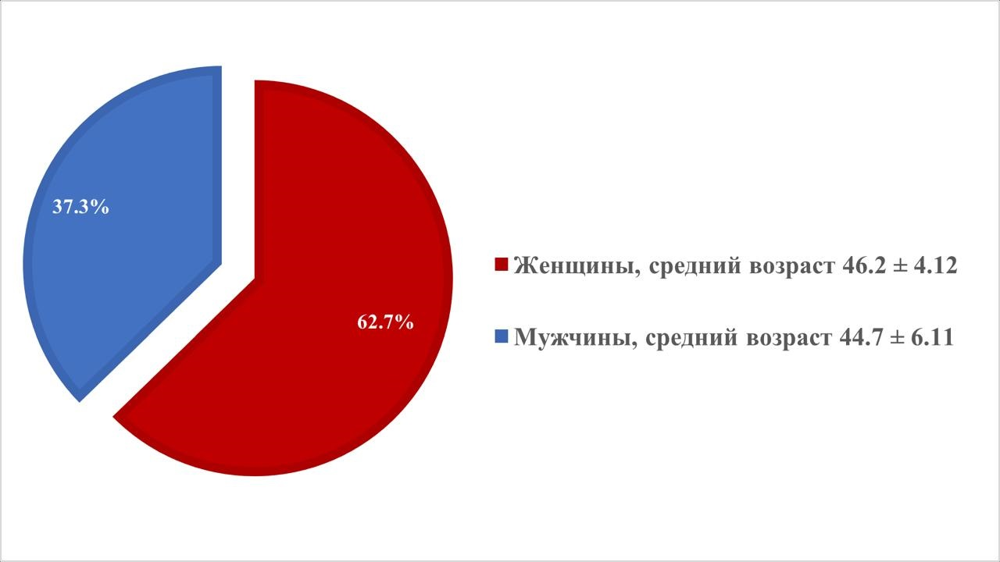 37.3%
62.7%
Женщины, средний возраст 46.2 ± 4.12
Мужчины, средний возраст 44.7 ± 6.11